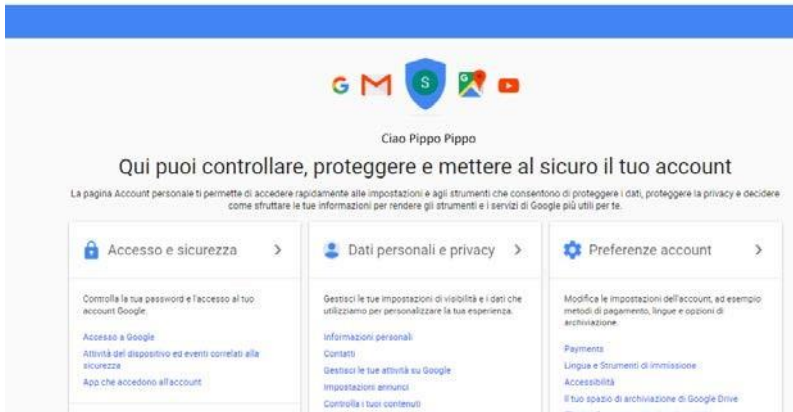 S
Ciao Pippo Pippo
Qui puoi controllare, proteggere e mettere al sicuro il tuo account
La pagina Account personale ti permette di accedere rapidamente alle impostazioni e agli strumenti che consentono di proteggere i dati, proteggere la privacy e decidere
come sfruttare le tue informazioni per rendere gli strumenti e i servizi di Google più utili per te.
Accesso e sicurezza
Controlla la tua password e l'accesso al tuo
account Google.
Accesso a Google
Attività del dispositivo ed eventi correlati alla
sicurezza
App che accedono all'account
Dati personali e privacy
Gestisci le tue impostazioni di visibilità e i dati che
utilizziamo per personalizzare la tua esperienza.
Informazioni personali
Contatti
Gestisci le tue attività su Google
Impostazioni annunci
Controlla i tuoi contenuti
Preferenze account
Modifica le impostazioni dell'account, ad esempio
metodi di pagamento, lingue e opzioni di
archiviazione.
Payments
Lingua e Strumenti di immissione
Accessibilità
Il tuo spazio di archiviazione di Google Drive